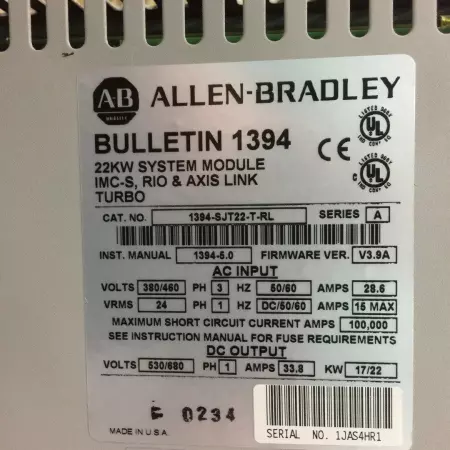 AB
ALLEN-BRADLEY
BULLETIN 1394
22KW SYSTEM MODULE
IMC-S, RIO & AXIS LINK
TURBO
CAT. NO. 1394-SJT22-T-RL SERIES A
INST. MANUAL 1394-5.0 FIRMWARE VER. V3.9A
AC INPUT
VOLTS 380/460 PH 3 HZ 50/60 AMPS 28.6
VRMS 24 PH 1 HZ DC/50/60 AMPS 15 MAX
MAXIMUM SHORT CIRCUIT CURRENT AMPS 100,000
SEE INSTRUCTION MANUAL FOR FUSE REQUIREMENTS
DC OUTPUT
VOLTS 530/680 PH 1 AMPS 33.8 KW 17/22
E 0234
MADE IN U.S.A.
SERIAL NO. 1JAS4HR1
LISTED
UL
C UL